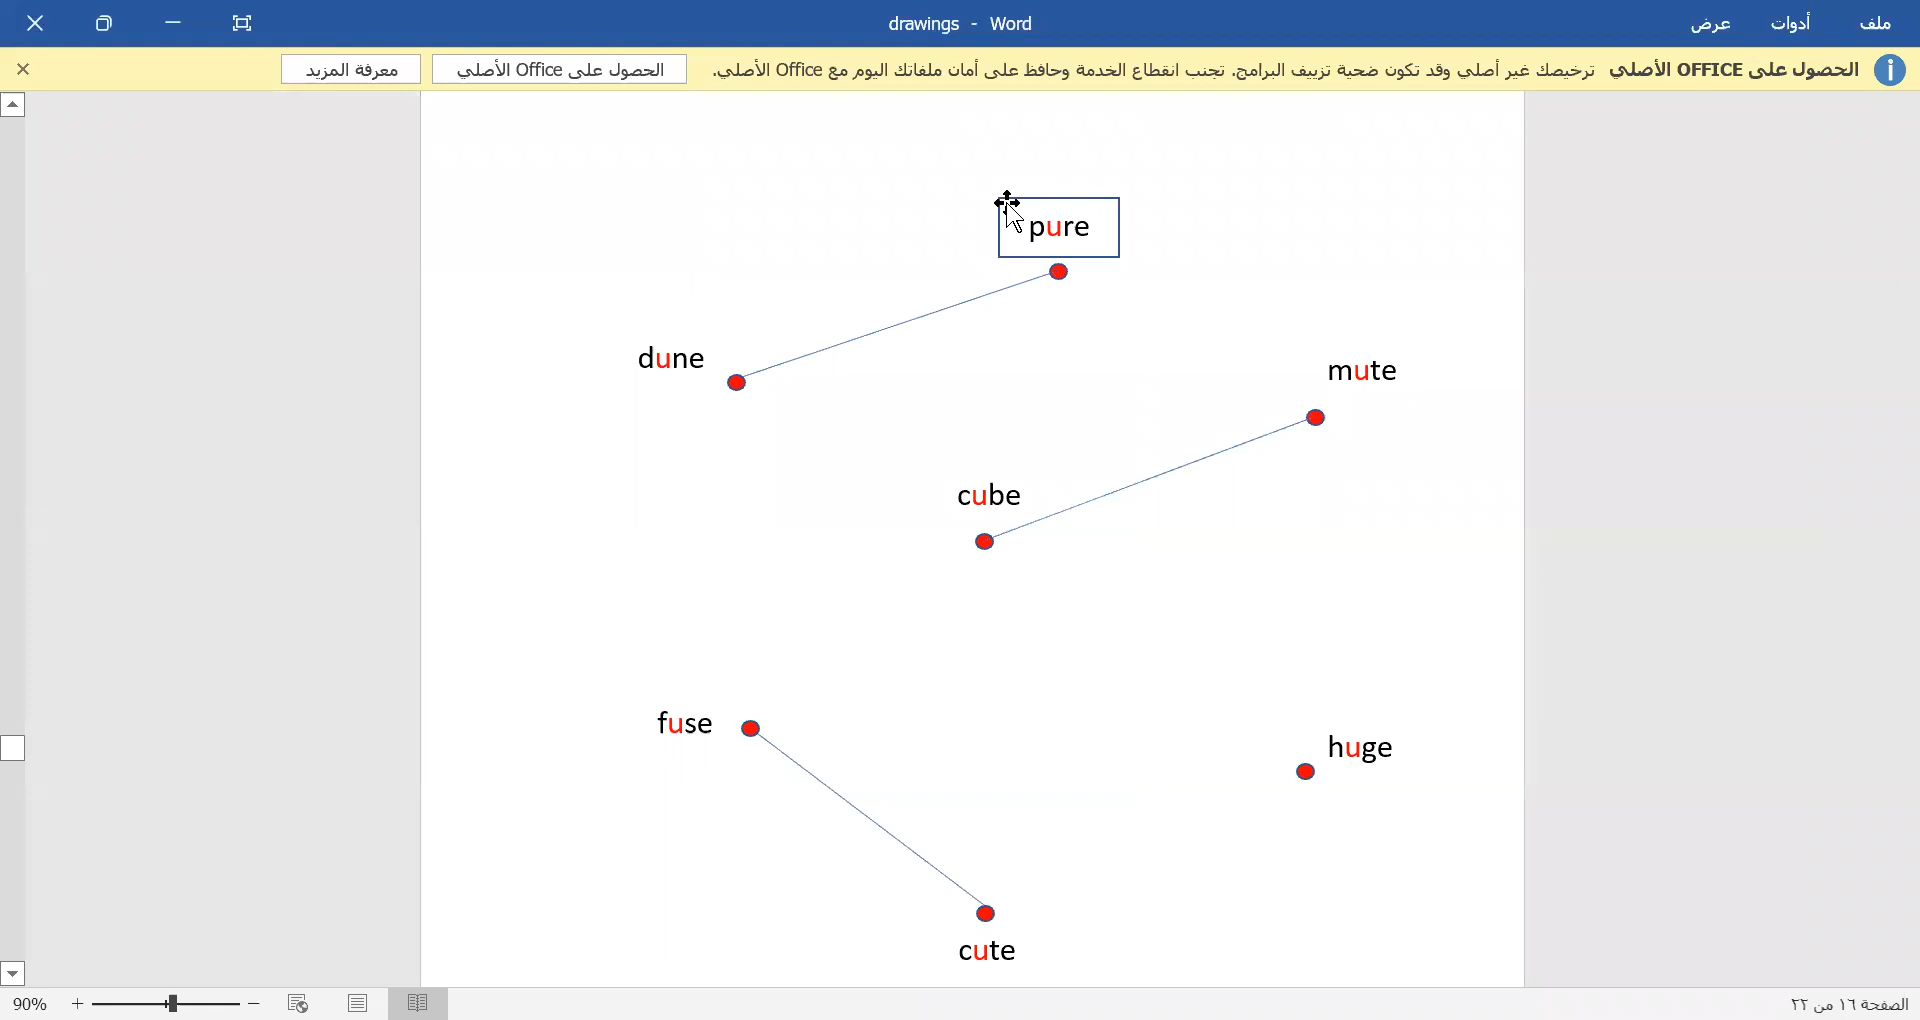 ملف
أدوات
عرض
drawings - Word
الحصول على OFFICE الأصلي ترخيصك غير أصلي وقد تكون ضحية تزييف البرامج. تجنب انقطاع الخدمة وحافظ على أمان ملفاتك اليوم مع Office الأصلي.
الحصول على Office الأصلي
معرفة المزيد
pure
dune
mute
cube
fuse
huge
cute
الصفحة ١٦ من ٢٢
90%